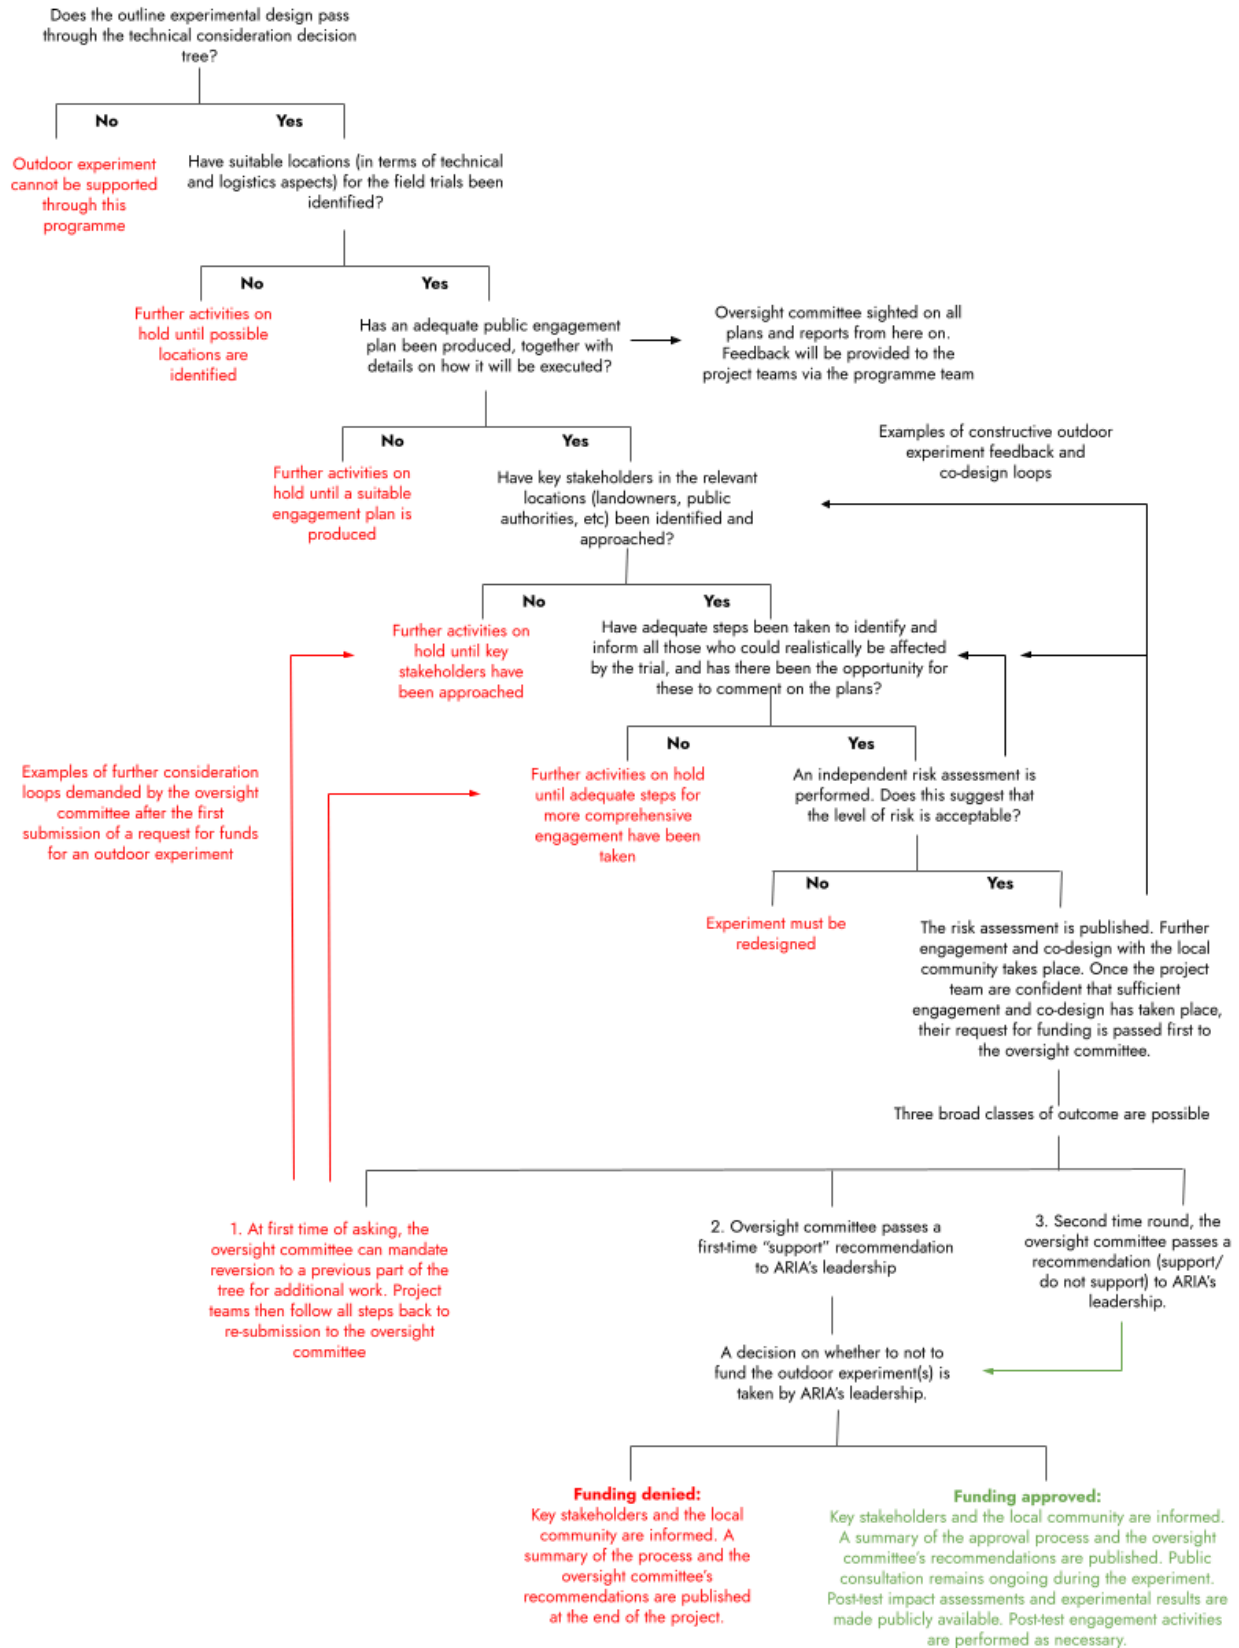 Does the outline experimental design pass
through the technical consideration decision
tree?
No
Yes
Outdoor experiment
cannot be supported
through this
programme
Have suitable locations (in terms of technical
and logistics aspects) for the field trials been
identified?
No
Yes
Further activities on
hold until possible
locations are
identified
Has an adequate public engagement
plan been produced, together with
details on how it will be executed?
Oversight committee sighted on all
plans and reports from here on.
Feedback will be provided to the
project teams via the programme team
No
Yes
Further activities on
hold until a suitable
engagement plan is
produced
Have key stakeholders in the relevant
locations (landowners, public
authorities, etc) been identified and
approached?
Examples of constructive outdoor
experiment feedback and
co-design loops
No
Yes
Further activities on
hold until key
stakeholders have
been approached
Have adequate steps been taken to identify and
inform all those who could realistically be affected
by the trial, and has there been the opportunity for
these to comment on the plans?
No
Yes
Examples of further consideration
loops demanded by the oversight
committee after the first
submission of a request for funds
for an outdoor experiment
Further activities on hold
until adequate steps for
more comprehensive
engagement have been
taken
An independent risk assessment is
performed. Does this suggest that
the level of risk is acceptable?
No
Yes
Experiment must be
redesigned
The risk assessment is published. Further
engagement and co-design with the local
community takes place. Once the project
team are confident that sufficient
engagement and co-design has taken place,
their request for funding is passed first to
the oversight committee.
Three broad classes of outcome are possible
1. At first time of asking, the
oversight committee can mandate
reversion to a previous part of the
tree for additional work. Project
teams then follow all steps back to
re-submission to the oversight
committee
2. Oversight committee passes a
first-time “support” recommendation
to ARIA’s leadership
3. Second time round, the
oversight committee passes a
recommendation (support/
do not support) to ARIA’s
leadership.
A decision on whether to not to
fund the outdoor experiment(s) is
taken by ARIA’s leadership.
Funding denied:
Key stakeholders and the local
community are informed. A
summary of the process and the
oversight committee’s
recommendations are published
at the end of the project.
Funding approved:
Key stakeholders and the local community are informed.
A summary of the approval process and the oversight
committee’s recommendations are published. Public
consultation remains ongoing during the experiment.
Post-test impact assessments and experimental results are
made publicly available. Post-test engagement activities
are performed as necessary.